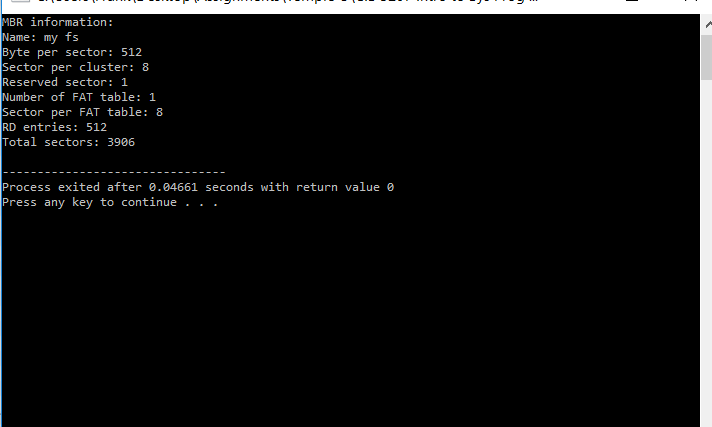 MBR information:
Name: my fs
Byte per sector: 512
Sector per cluster: 8
Reserved sector: 1
Number of FAT table: 1
Sector per FAT table: 8
RD entries: 512
Total sectors: 3906
--------------------------------
Process exited after 0.04661 seconds with return value 0
Press any key to continue . . .